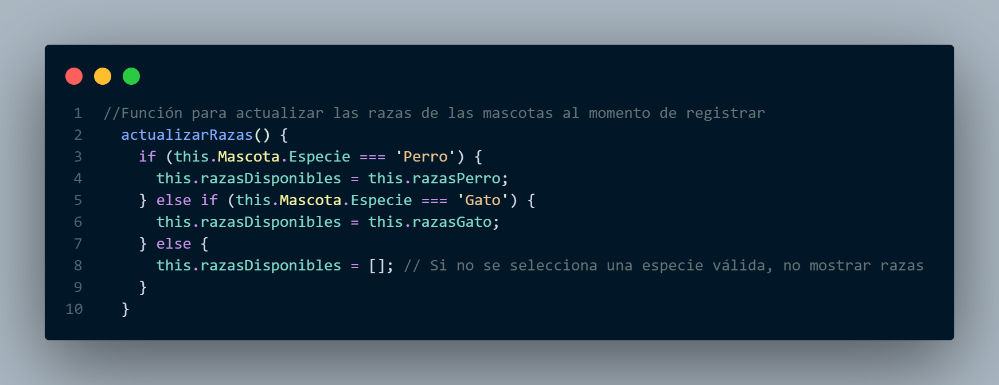 1 //Función para actualizar las razas de las mascotas al momento de registrar
2 actualizarRazas() {
3 if (this.Mascota.Especie === 'Perro') {
4 this.razasDisponibles = this.razasPerro;
5 } else if (this.Mascota.Especie === 'Gato') {
6 this.razasDisponibles = this.razasGato;
7 } else {
8 this.razasDisponibles = []; // Si no se selecciona una especie válida, no mostrar razas
9 }
10 }